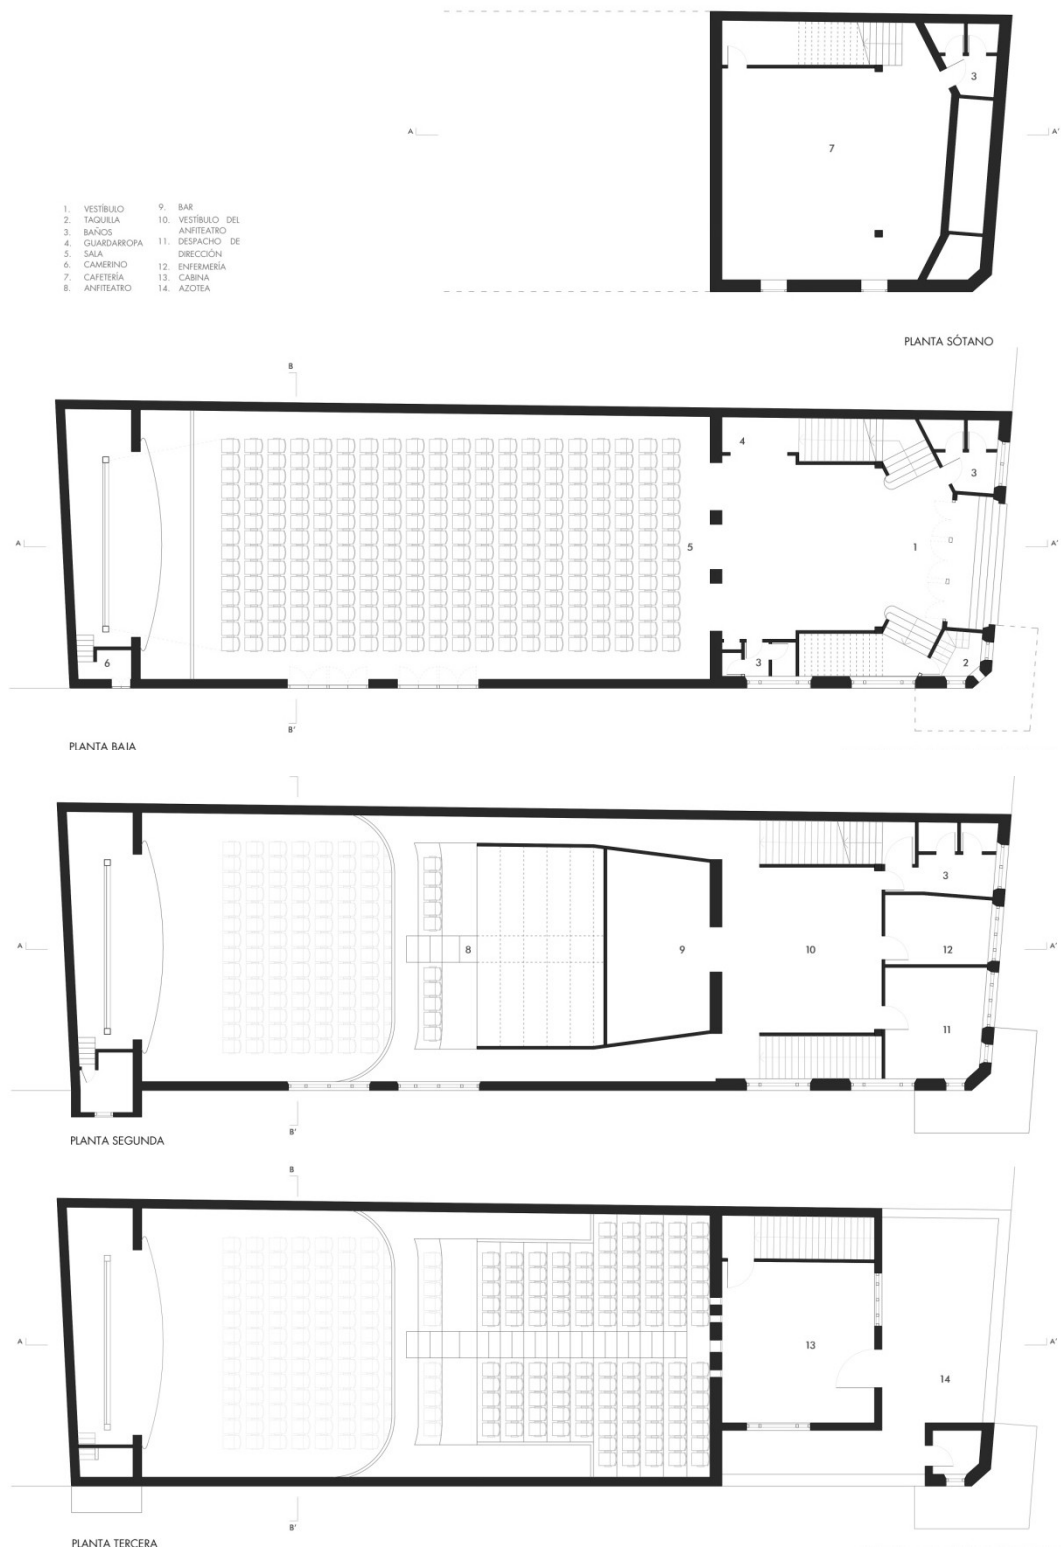 3
7
A
A'
1. VESTÍBULO
2. TAQUILLA
3. BAÑOS
4. GUARDARROPA
5. SALA
6. CAMERINO
7. CAFETERÍA
8. ANFITEATRO
9. BAR
10. VESTÍBULO DEL
ANFITEATRO
11. DESPACHO DE
DIRECCIÓN
12. ENFERMERÍA
13. CABINA
14. AZOTEA
PLANTA SÓTANO
B
4
3
A
5
1
A'
6
3
2
B'
PLANTA BAJA
3
A
8
9
10
12
A'
11
B'
PLANTA SEGUNDA
B
A
13
A'
14
B'
PLANTA TERCERA